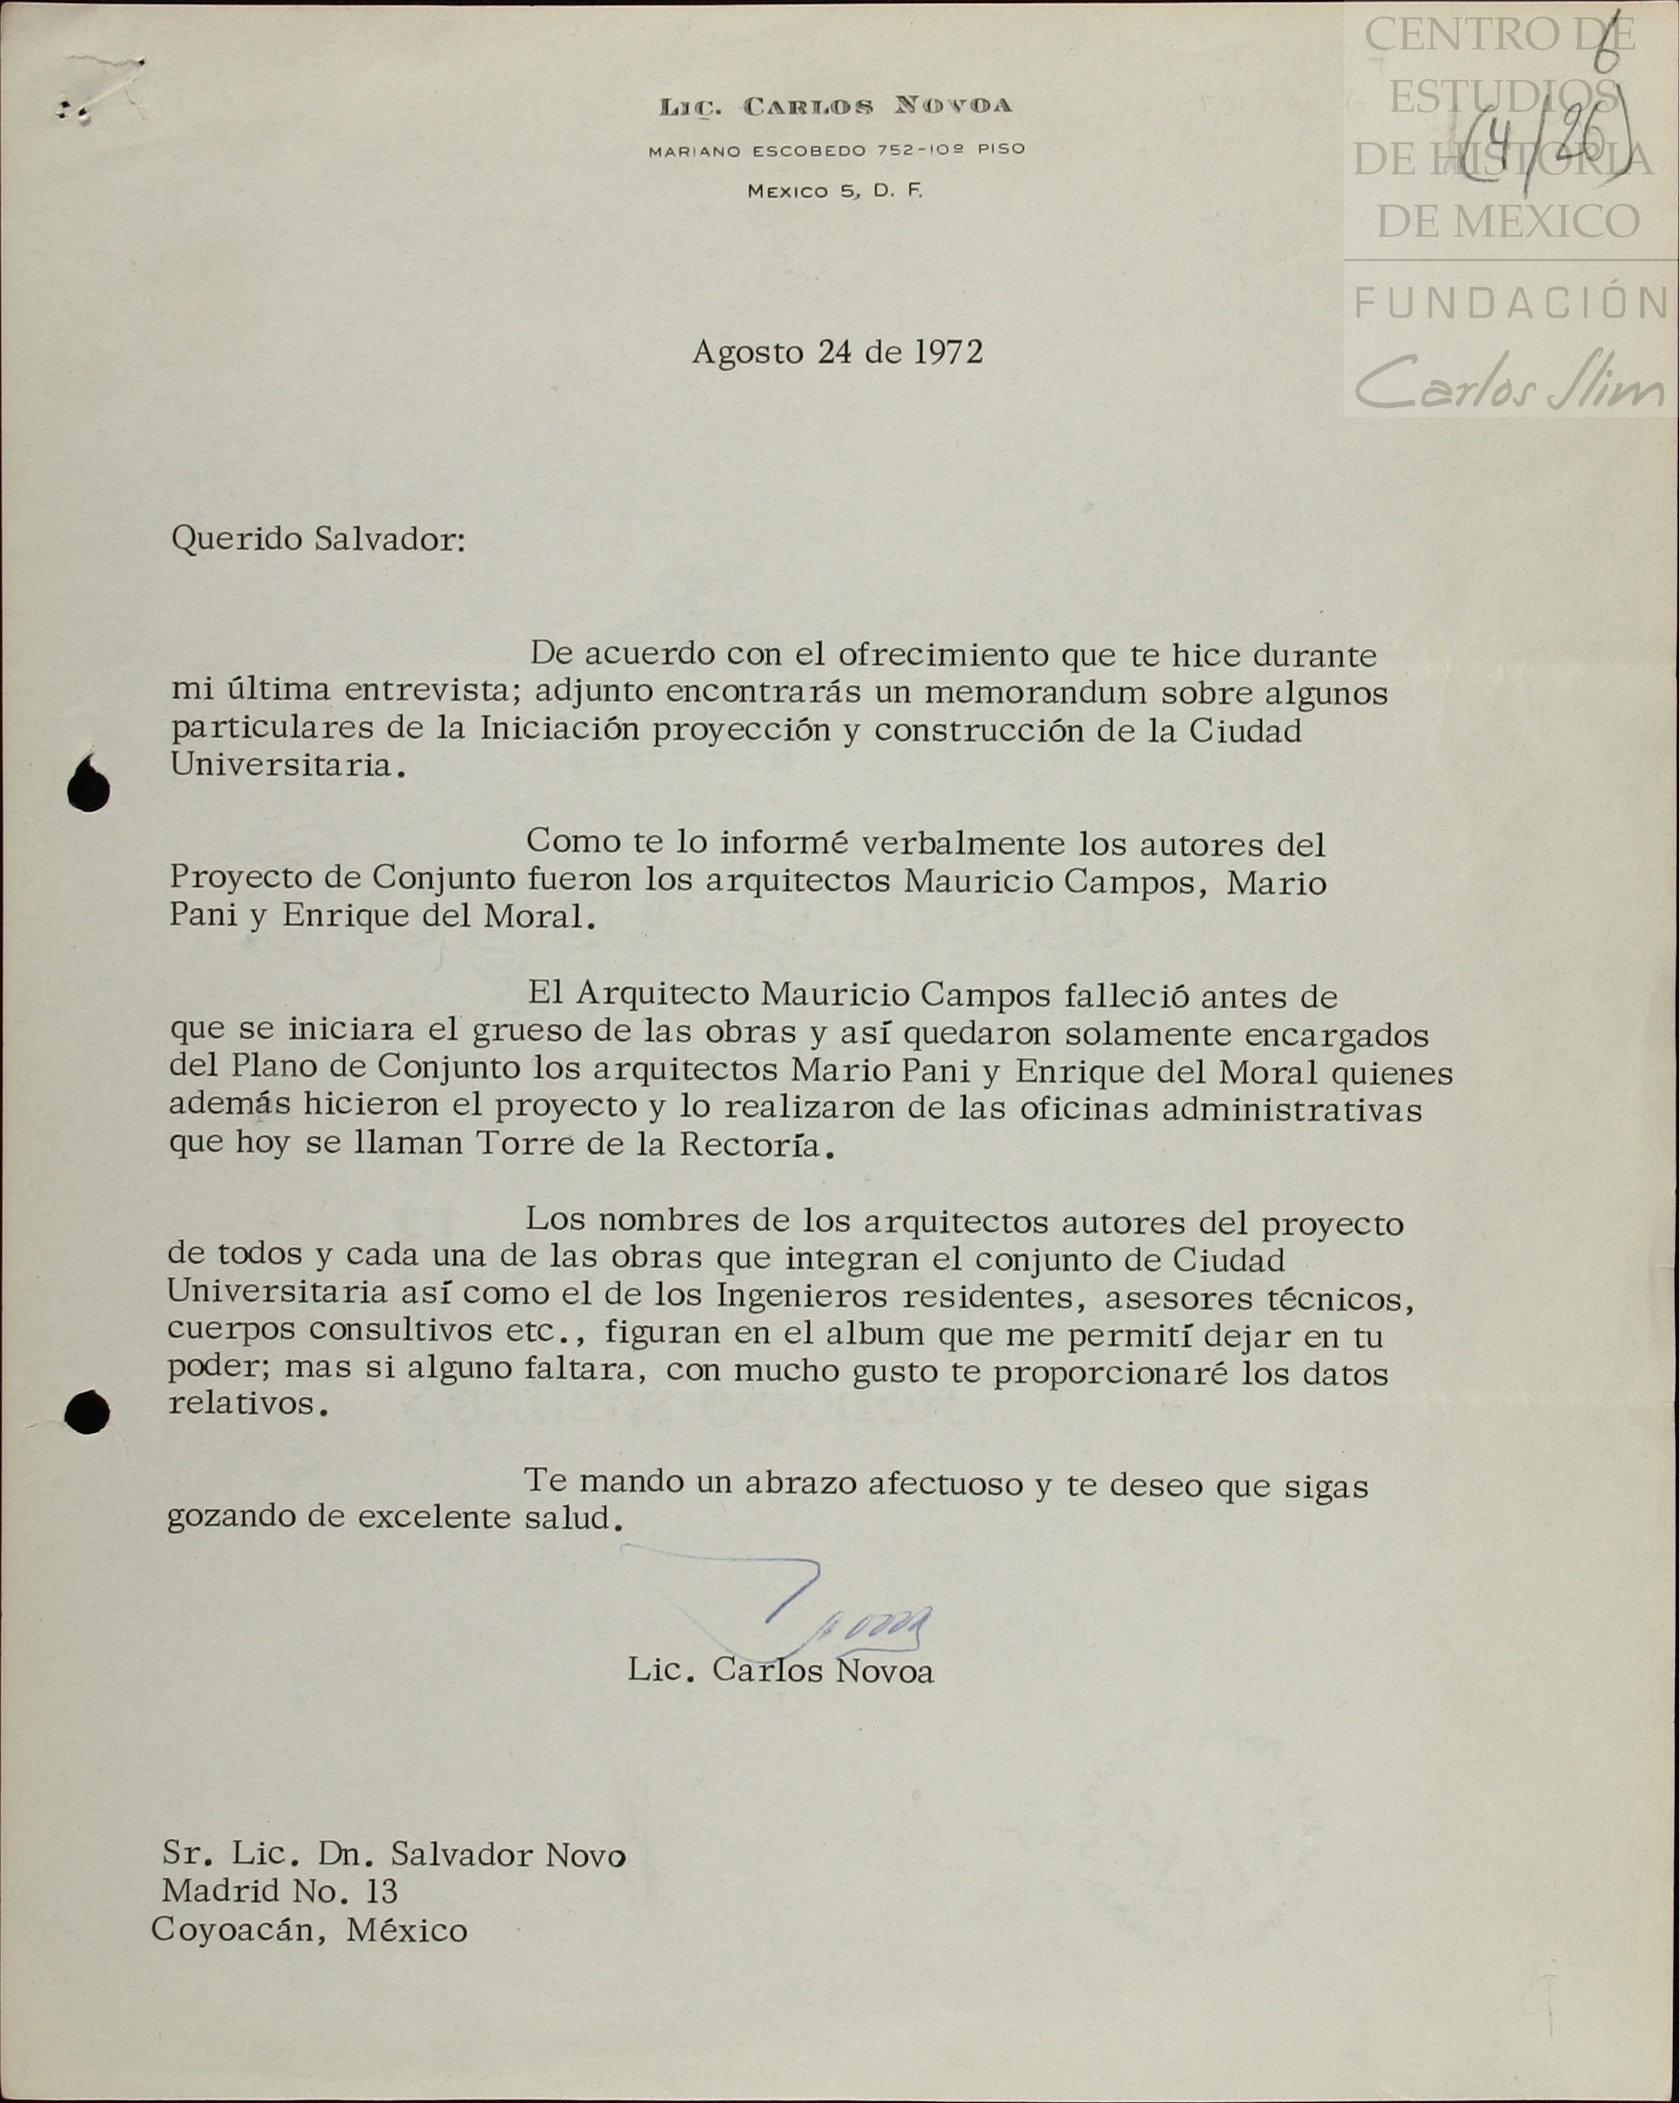 CENTRO DE
ESTUDIOS
DE HISTORIA
DE MEXICO
FUNDACIÓN
Carlos Slim
6
(4/26)
LIC. CARLOS NOVOA
MARIANO ESCOBEDO 752-10º PISO
MEXICO 5, D. F.
Agosto 24 de 1972
Querido Salvador:
De acuerdo con el ofrecimiento que te hice durante
mi última entrevista; adjunto encontrarás un memorandum sobre algunos
particulares de la Iniciación proyección y construcción de la Ciudad
Universitaria.
Como te lo informé verbalmente los autores del
Proyecto de Conjunto fueron los arquitectos Mauricio Campos, Mario
Pani y Enrique del Moral.
El Arquitecto Mauricio Campos falleció antes de
que se iniciara el grueso de las obras y así quedaron solamente encargados
del Plano de Conjunto los arquitectos Mario Pani y Enrique del Moral quienes
además hicieron el proyecto y lo realizaron de las oficinas administrativas
que hoy se llaman Torre de la Rectoría.
Los nombres de los arquitectos autores del proyecto
de todos y cada una de las obras que integran el conjunto de Ciudad
Universitaria así como el de los Ingenieros residentes, asesores técnicos,
cuerpos consultivos etc., figuran en el album que me permití dejar en tu
poder; mas si alguno faltara, con mucho gusto te proporcionaré los datos
relativos.
Te mando un abrazo afectuoso y te deseo que sigas
gozando de excelente salud.
Lic. Carlos Novoa
Sr. Lic. Dn. Salvador Novo
Madrid No. 13
Coyoacán, México